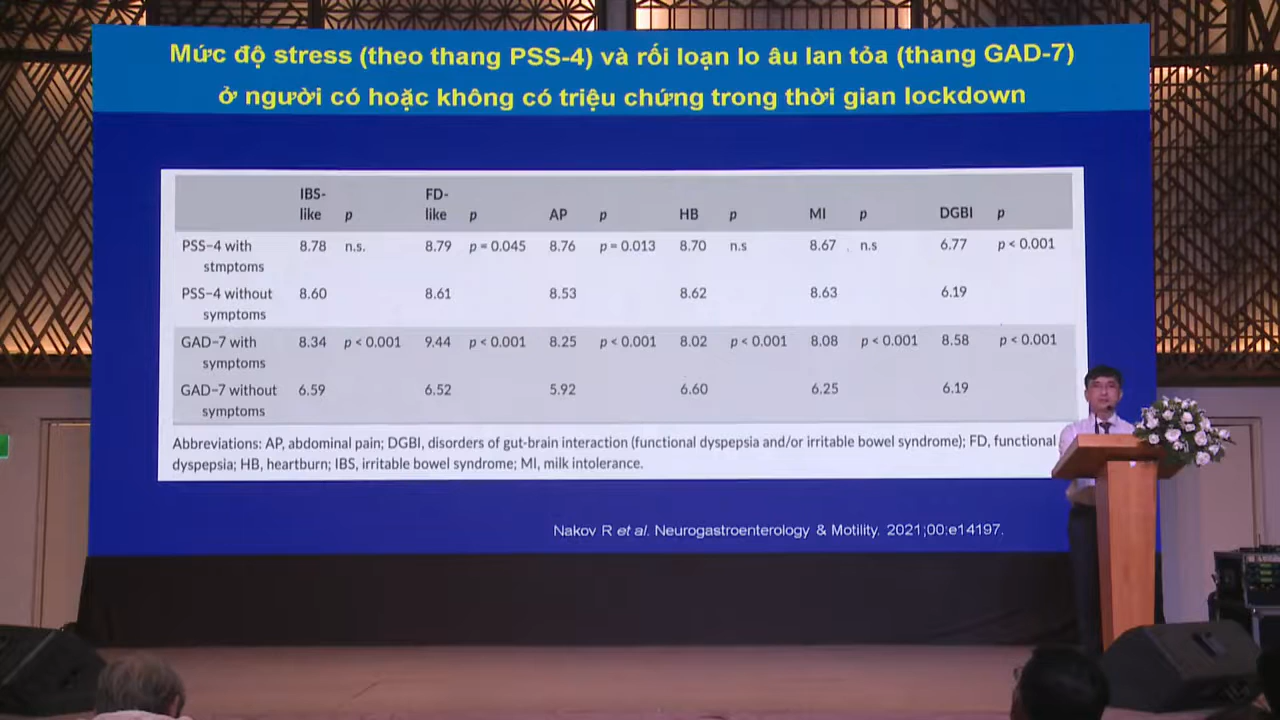 Mức độ stress (theo thang PSS-4) và rối loạn lo âu lan tỏa (thang GAD-7)
ở người có hoặc không có triệu chứng trong thời gian lockdown
IBS- FD-
like p like p AP p HB p MI p DGBI p
PSS–4 with 8.78 n.s. 8.79 p = 0.045 8.76 p = 0.013 8.70 n.s 8.67 n.s 6.77 p < 0.001
stmptoms
PSS–4 without 8.60 8.61 8.53 8.62 8.63 6.19
symptoms
GAD–7 with 8.34 p < 0.001 9.44 p < 0.001 8.25 p < 0.001 8.02 p < 0.001 8.08 p < 0.001 8.58 p < 0.001
symptoms
GAD–7 without 6.59 6.52 5.92 6.60 6.25 6.19
symptoms
Abbreviations: AP, abdominal pain; DGBI, disorders of gut-brain interaction (functional dyspepsia and/or irritable bowel syndrome); FD, functional
dyspepsia; HB, heartburn; IBS, irritable bowel syndrome; MI, milk intolerance.
Nakov R et al. Neurogastroenterology & Motility. 2021;00:e14197.